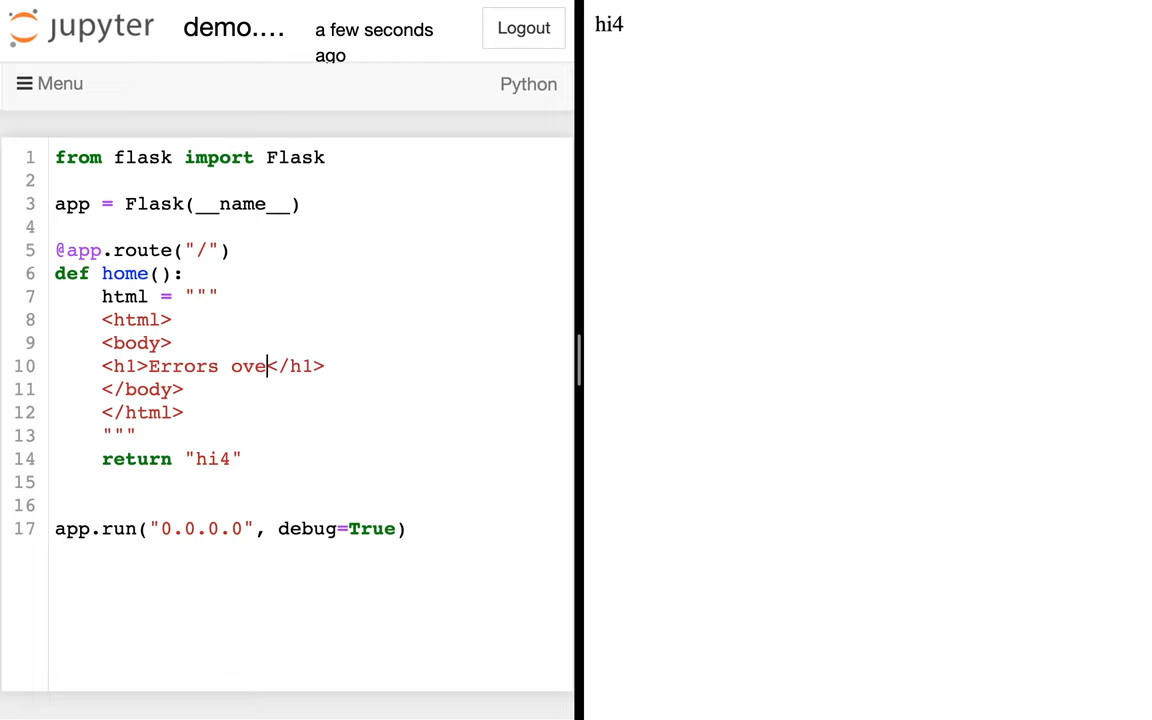 jupyter demo.... a few seconds ago Logout
Menu Python
1 from flask import Flask
2
3 app = Flask(__name__)
4
5 @app.route("/")
6 def home():
7     html = """
8     <html>
9     <body>
10     <h1>Errors ove</h1>
11     </body>
12     </html>
13     """
14     return "hi4"
15
16
17 app.run("0.0.0.0", debug=True)
hi4